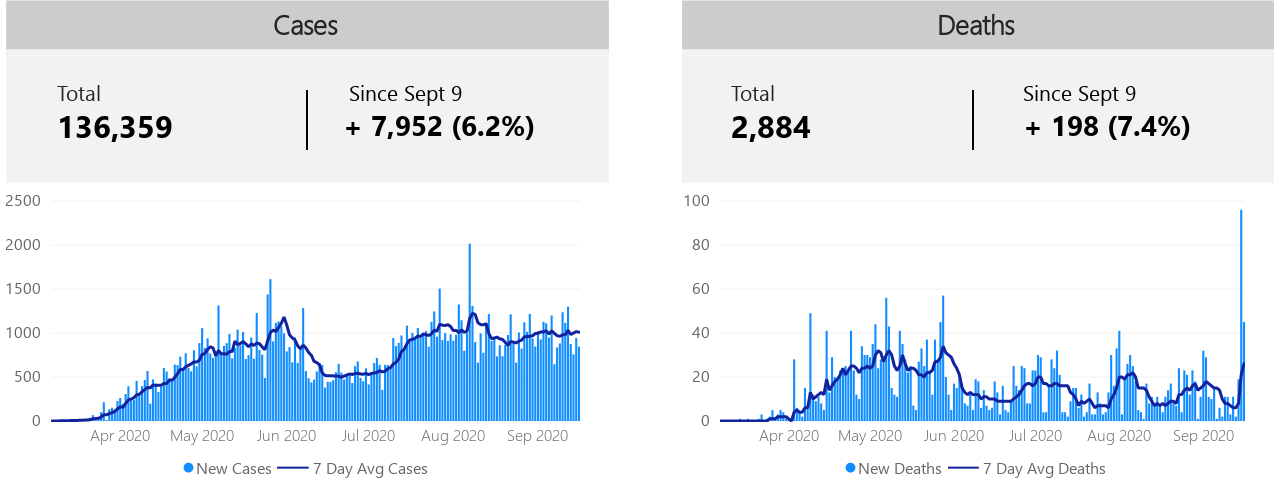 Cases
Total
136,359
Since Sept 9
+ 7,952 (6.2%)
2500
2000
1500
1000
500
0
Apr 2020 May 2020 Jun 2020 Jul 2020 Aug 2020 Sep 2020
New Cases 7 Day Avg Cases
Deaths
Total
2,884
Since Sept 9
+ 198 (7.4%)
100
80
60
40
20
0
Apr 2020 May 2020 Jun 2020 Jul 2020 Aug 2020 Sep 2020
New Deaths 7 Day Avg Deaths